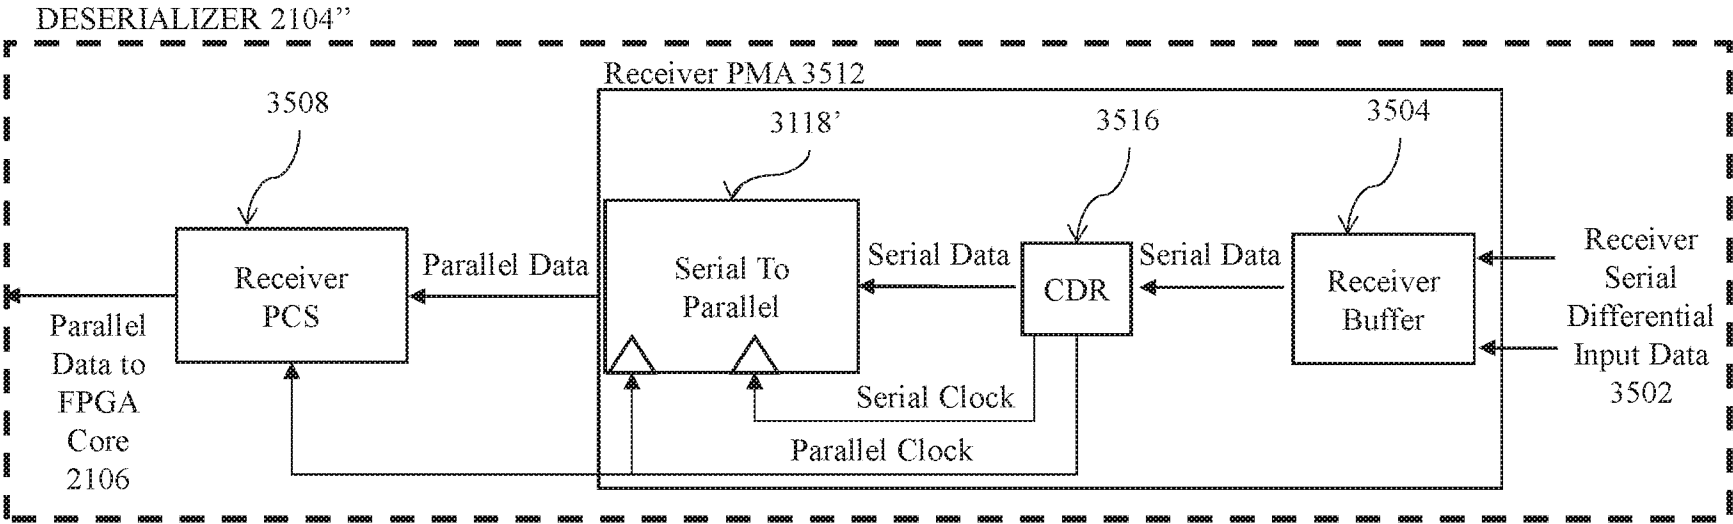 DESERIALIZER 2104”
Receiver PMA 3512
3508
3118’
3516
3504
Receiver
PCS
Parallel Data
Serial To
Parallel
Serial Data
CDR
Serial Data
Receiver
Buffer
Receiver
Serial
Differential
Input Data
3502
Parallel
Data to
FPGA
Core
2106
Serial Clock
Parallel Clock